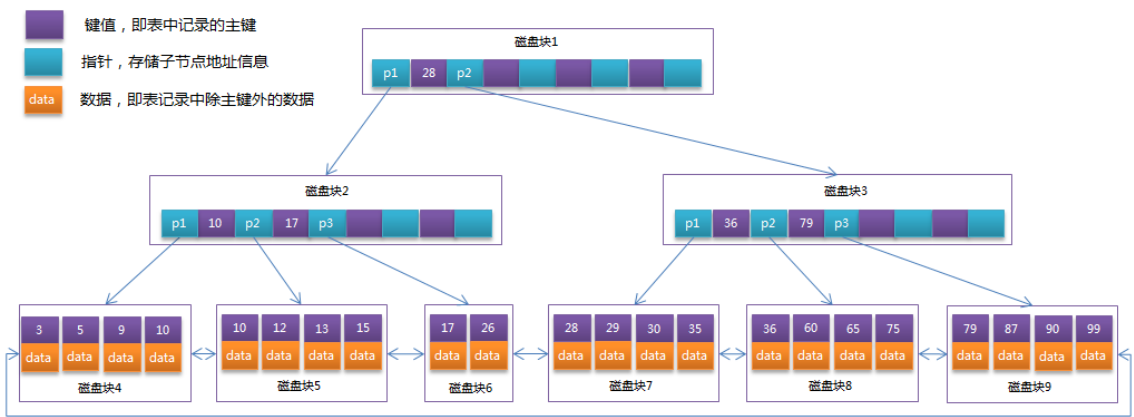 键值，即表中记录的主键
指针，存储子节点地址信息
data 数据，即表记录中除主键外的数据
磁盘块1
p1 28 p2
磁盘块2
p1 10 p2 17 p3
磁盘块3
p1 36 p2 79 p3
3 5 9 10
data data data data
磁盘块4
10 12 13 15
data data data data
磁盘块5
17 26
data data
磁盘块6
28 29 30 35
data data data data
磁盘块7
36 60 65 75
data data data data
磁盘块8
79 87 90 99
data data data data
磁盘块9